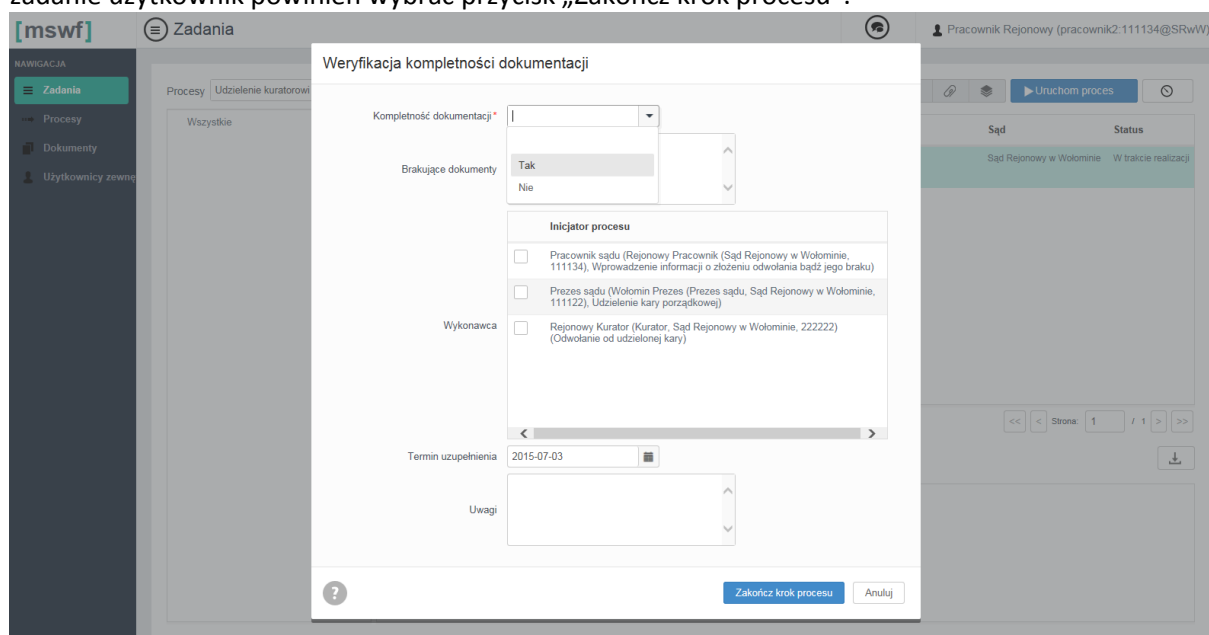 zadanie użytkownik powinien wybrać przycisk „Zakończ krok procesu”.
[mswf]
Zadania
Pracownik Rejonowy (pracownik2:111134@SRwW)
NAWIGACJA
Zadania
Procesy
Dokumenty
Użytkownicy zewnę
Procesy
Udzielenie kuratorowi
Wszystkie
Uruchom proces
Sąd
Status
Sąd Rejonowy w Wołominie
W trakcie realizacji
<< < Strona: 1 / 1 > >>
Weryfikacja kompletności dokumentacji
Kompletność dokumentacji *
Tak
Nie
Brakujące dokumenty
Wykonawca
Inicjator procesu
Pracownik sądu (Rejonowy Pracownik (Sąd Rejonowy w Wołominie,
111134), Wprowadzenie informacji o złożeniu odwołania bądź jego braku)
Prezes sądu (Wołomin Prezes (Prezes sądu, Sąd Rejonowy w Wołominie,
111122), Udzielenie kary porządkowej)
Rejonowy Kurator (Kurator, Sąd Rejonowy w Wołominie, 222222)
(Odwołanie od udzielonej kary)
Termin uzupełnienia
2015-07-03
Uwagi
?
Zakończ krok procesu
Anuluj